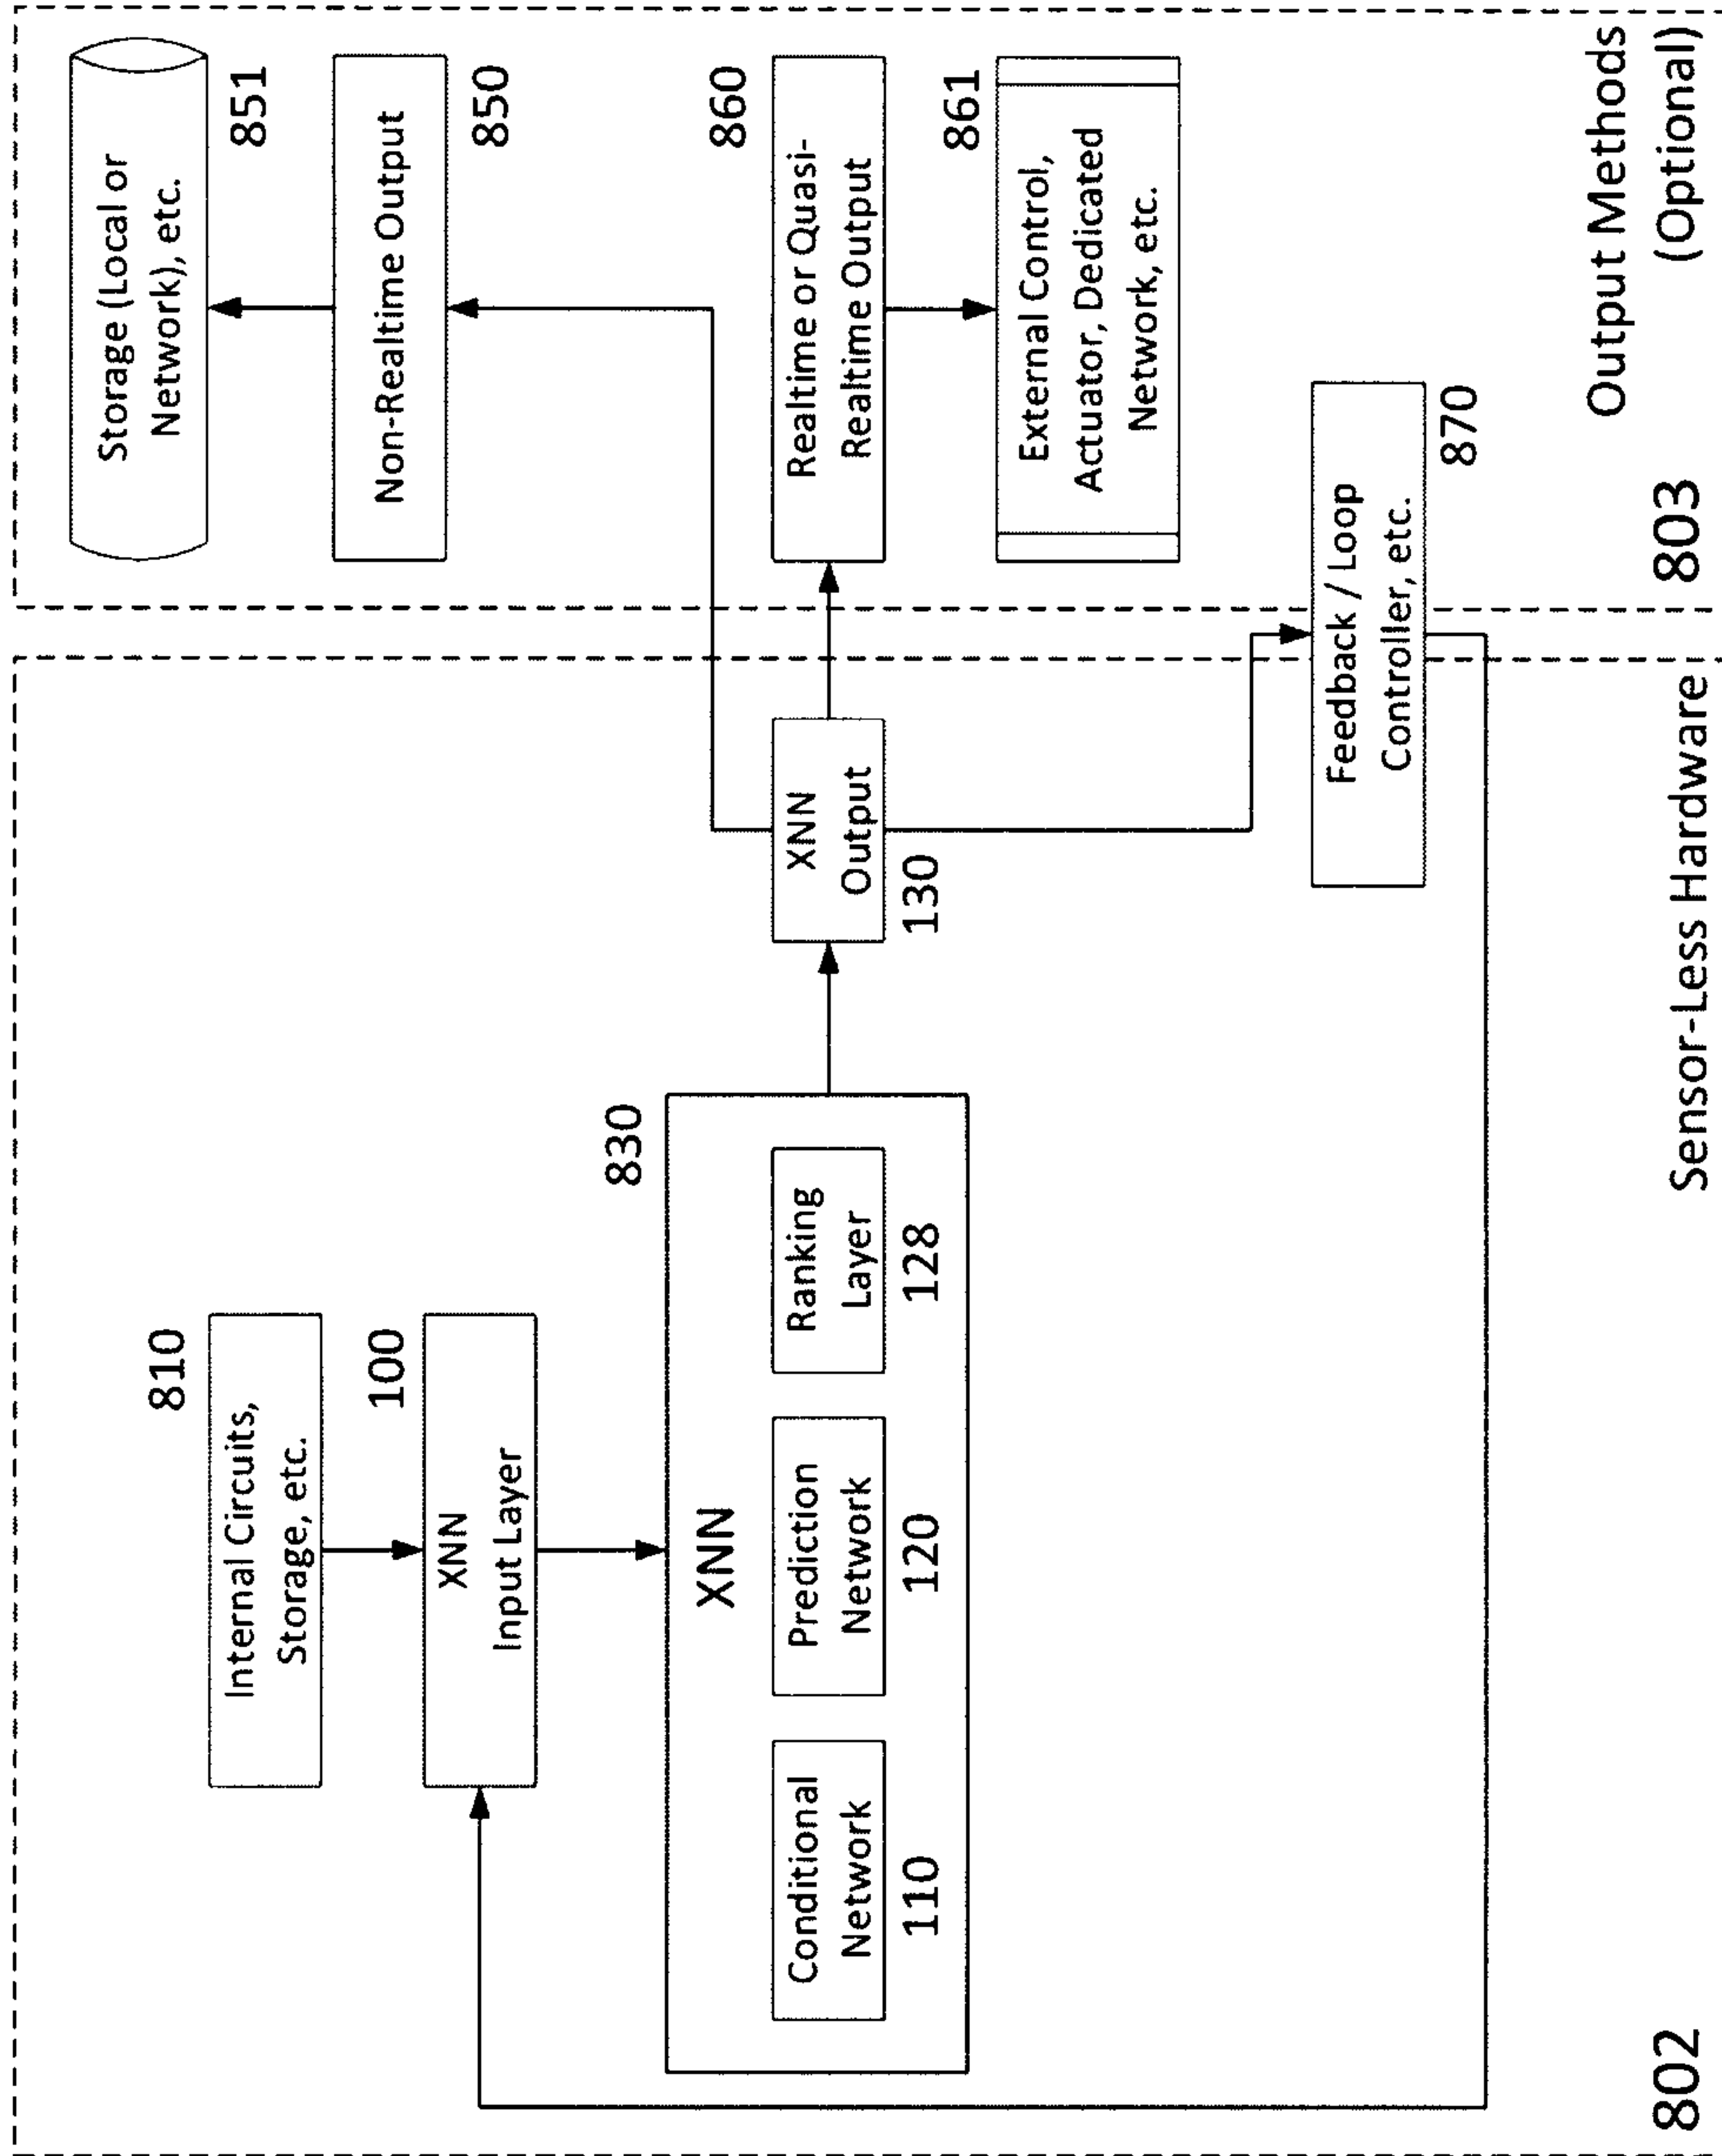 810
Internal Circuits,
Storage, etc.
100
XNN
Input Layer
830
XNN
Conditional
Network
110
Prediction
Network
120
Ranking
Layer
128
XNN
Output
130
Storage (Local or
Network), etc.
851
Non-Realtime Output
850
860
Realtime or Quasi-
Realtime Output
861
External Control,
Actuator, Dedicated
Network, etc.
Feedback / Loop
Controller, etc.
870
802
Sensor-Less Hardware
803
Output Methods
(Optional)